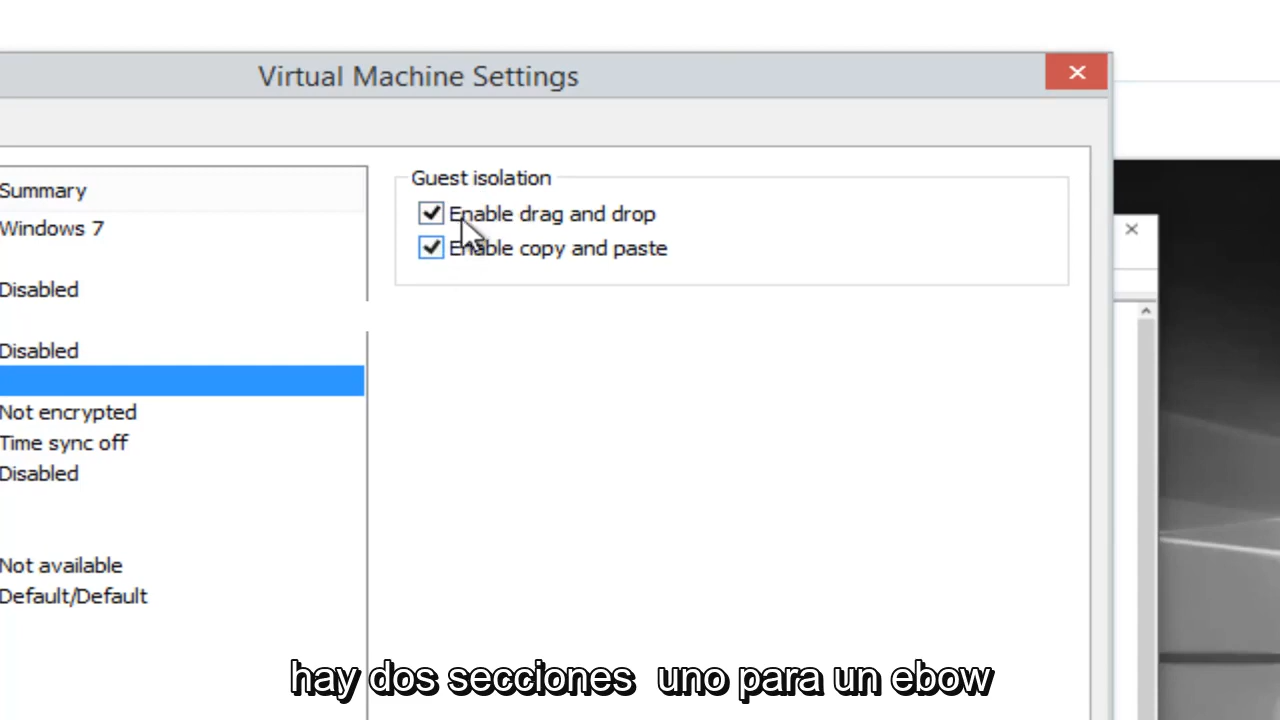 Virtual Machine Settings
Summary
Windows 7
Disabled
Disabled
Not encrypted
Time sync off
Disabled
Not available
Default/Default
Guest isolation
Enable drag and drop
Enable copy and paste
hay dos secciones uno para un ebow